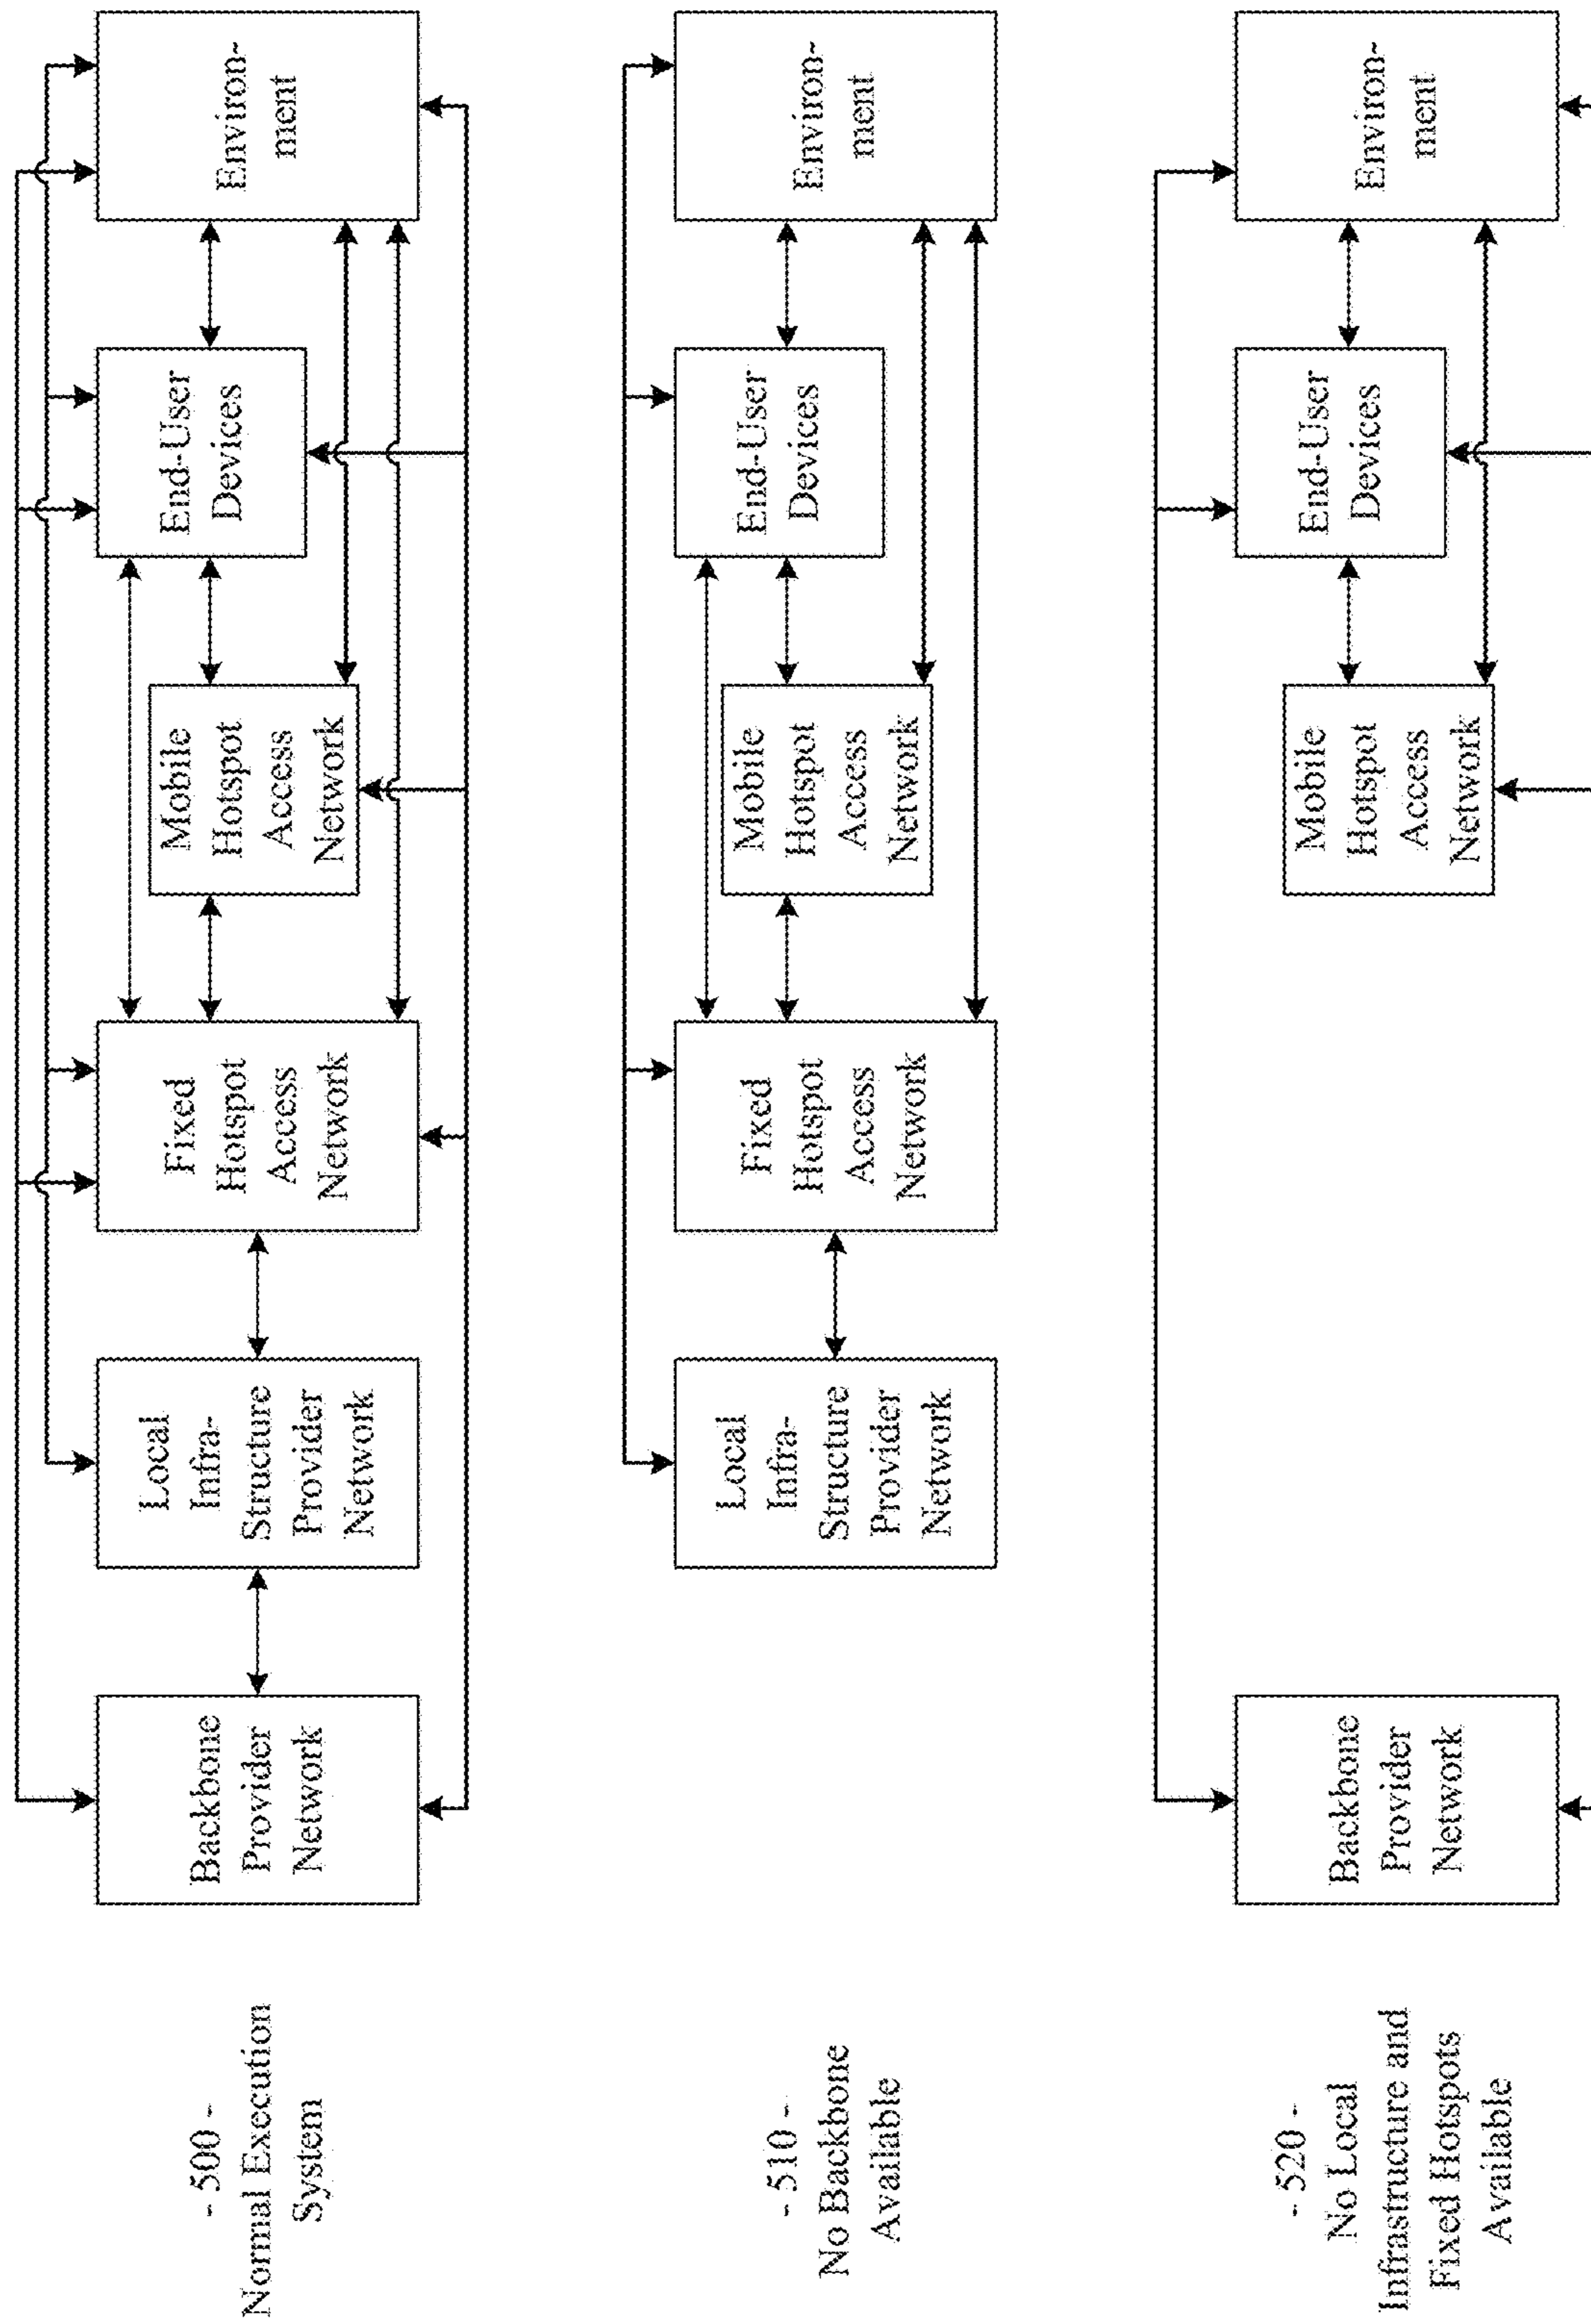 - 500 -
Normal Execution
System
Backbone
Provider
Network
Local
Infra-
Structure
Provider
Network
Fixed
Hotspot
Access
Network
Mobile
Hotspot
Access
Network
End-User
Devices
Environ-
ment
- 510 -
No Backbone
Available
Local
Infra-
Structure
Provider
Network
Fixed
Hotspot
Access
Network
Mobile
Hotspot
Access
Network
End-User
Devices
Environ-
ment
- 520 -
No Local
Infrastructure and
Fixed Hotspots
Available
Backbone
Provider
Network
Mobile
Hotspot
Access
Network
End-User
Devices
Environ-
ment